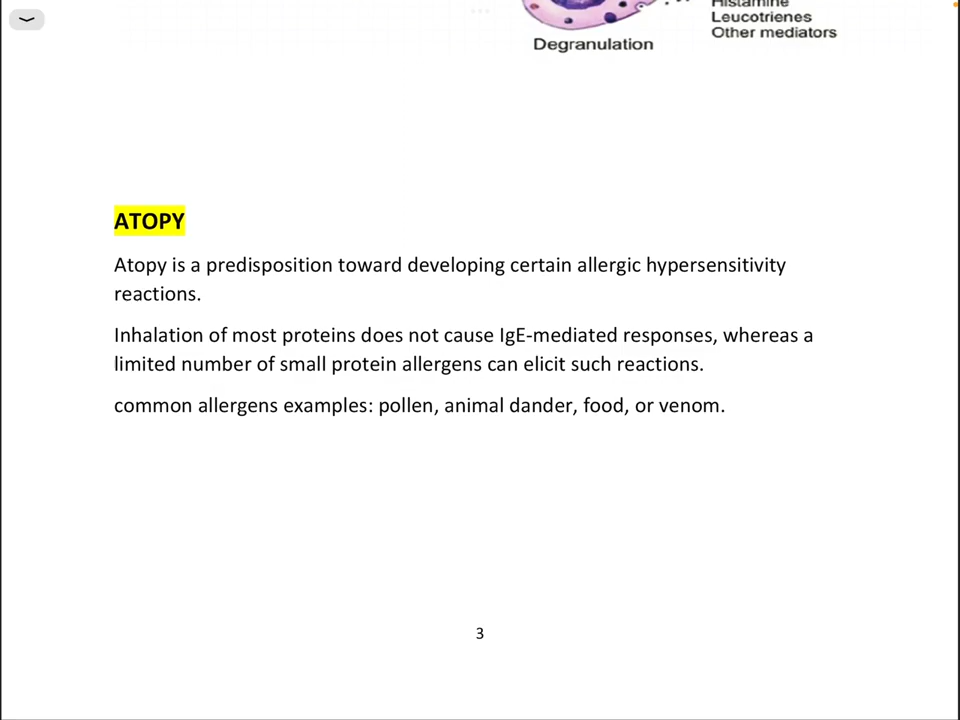 Histamine
Leucotrienes
Other mediators
Degranulation
ATOPY
Atopy is a predisposition toward developing certain allergic hypersensitivity
reactions.
Inhalation of most proteins does not cause IgE-mediated responses, whereas a
limited number of small protein allergens can elicit such reactions.
common allergens examples: pollen, animal dander, food, or venom.
3